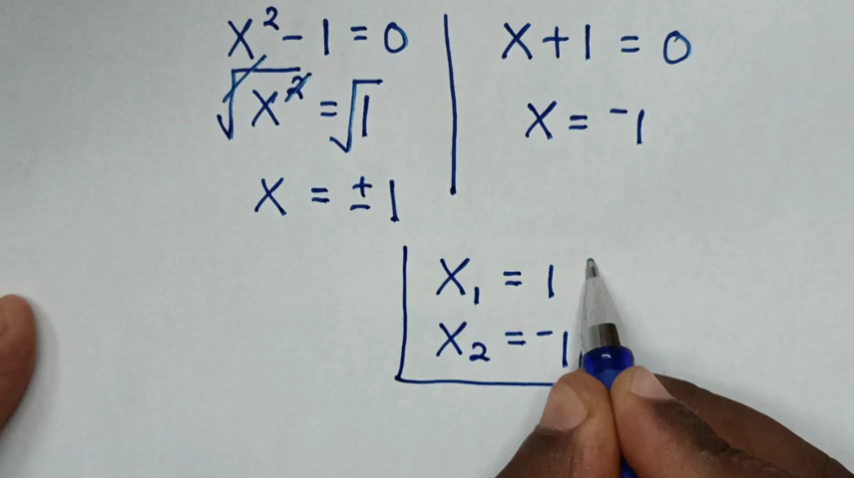 x² - 1 = 0
√x² = √1
x = ± 1
x + 1 = 0
x = -1
x₁ = 1
x₂ = -1